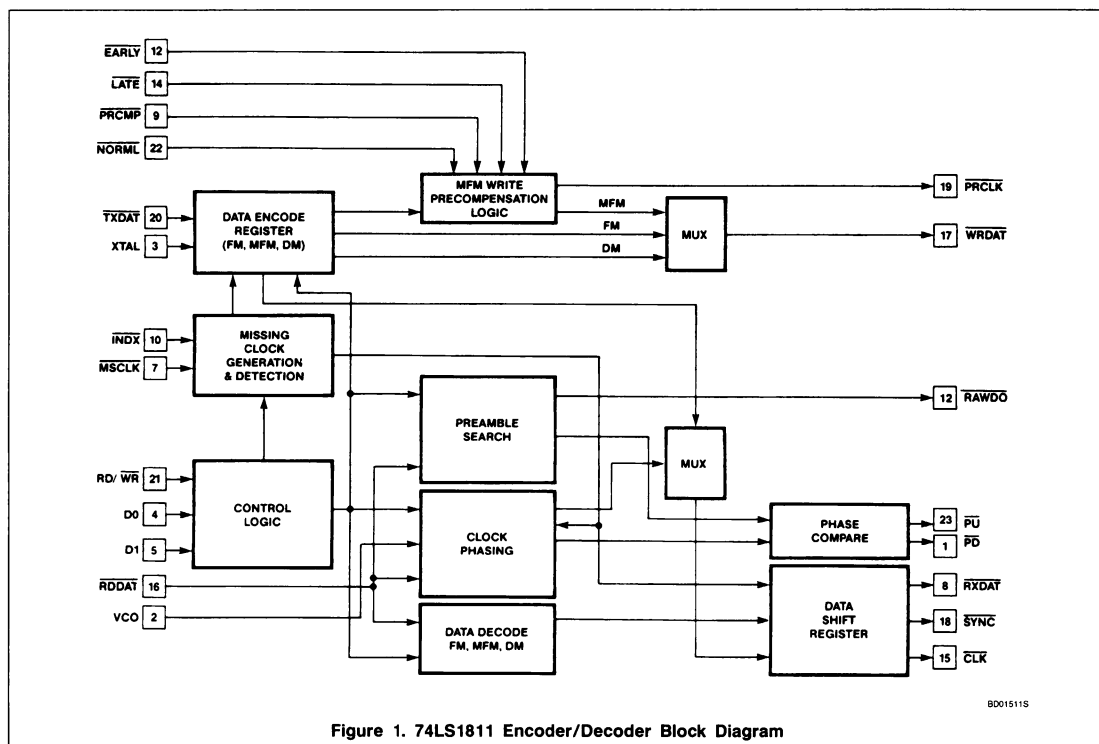 EARLY 12
LATE 14
PRCMP 9
NORML 22
MFM WRITE
PRECOMPENSATION
LOGIC
19 PRCLK
MFM
FM
DM
MUX
17 WRDAT
TXDAT 20
XTAL 3
DATA ENCODE
REGISTER
(FM, MFM, DM)
INDX 10
MSCLK 7
MISSING
CLOCK
GENERATION
& DETECTION
PREAMBLE
SEARCH
12 RAWDO
MUX
RD/ WR 21
D0 4
D1 5
CONTROL
LOGIC
CLOCK
PHASING
PHASE
COMPARE
23 PU
1 PD
RDDAT 16
VCO 2
DATA DECODE
FM, MFM, DM
DATA
SHIFT
REGISTER
8 RXDAT
18 SYNC
15 CLK
BD01511S
Figure 1. 74LS1811 Encoder/Decoder Block Diagram